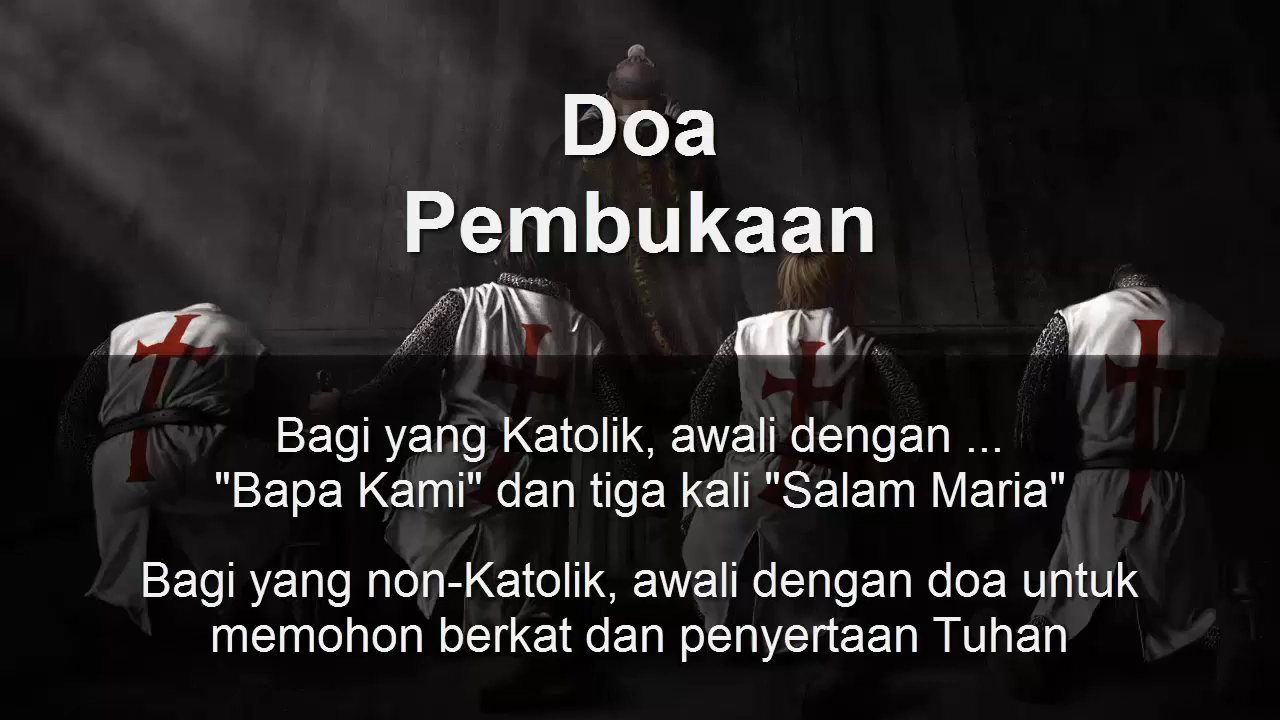 Doa
Pembukaan
Bagi yang Katolik, awali dengan ...
"Bapa Kami" dan tiga kali "Salam Maria"
Bagi yang non-Katolik, awali dengan doa untuk
memohon berkat dan penyertaan Tuhan